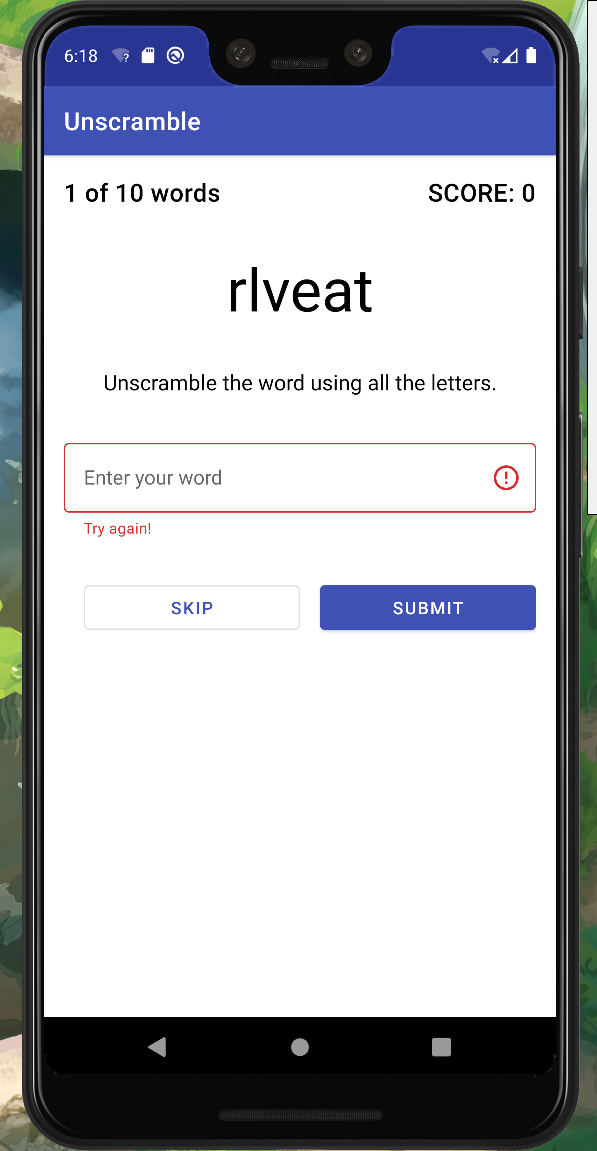 6:18
Unscramble
1 of 10 words SCORE: 0
rlveat
Unscramble the word using all the letters.
Enter your word
Try again!
SKIP SUBMIT